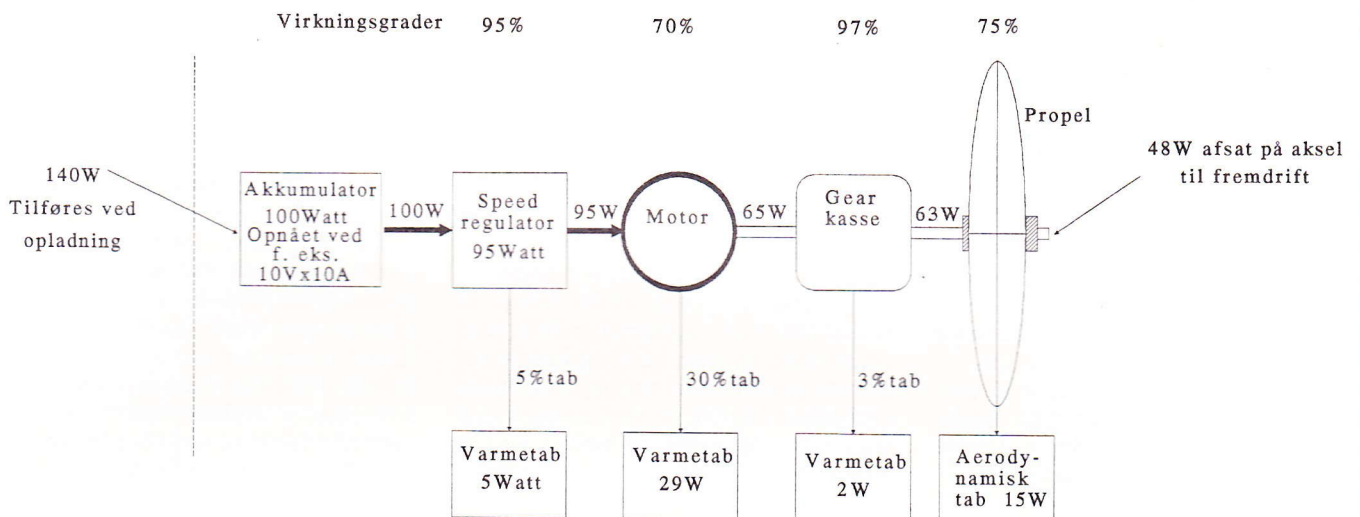 Virkningsgrader 95% 70% 97% 75%
Propel
48W afsat på aksel
til fremdrift
140W
Tilføres ved
opladning
Akkumulator
100Watt
Opnået ved
f. eks.
10Vx10A
100W
Speed
regulator
95Watt
95W
Motor
65W
Gear
kasse
63W
5%tab
30%tab
3%tab
Varmetab
5Watt
Varmetab
29W
Varmetab
2W
Aerody-
namisk
tab 15W